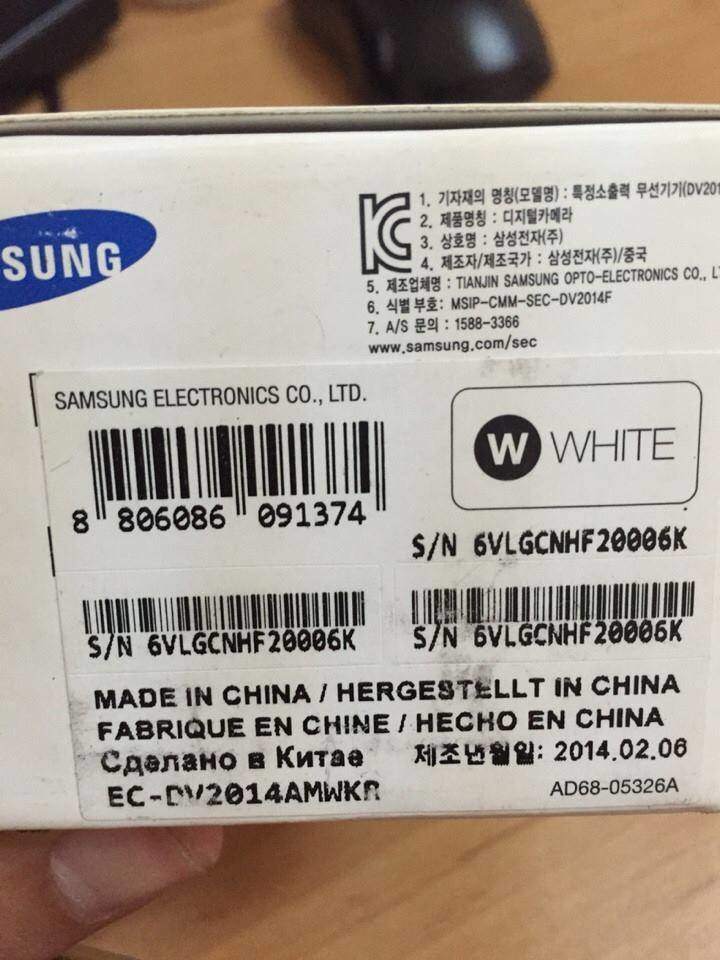 SUNG
1. 기자재의 명칭(모델명) : 특정소출력 무선기기(DV201
2. 제품명칭 : 디지털카메라
3. 상호명 : 삼성전자(주)
4. 제조자/제조국가 : 삼성전자(주)/중국
5. 제조업체명 : TIANJIN SAMSUNG OPTO-ELECTRONICS CO., LT
6. 식별 부호: MSIP-CMM-SEC-DV2014F
7. A/S 문의 : 1588-3366
www.samsung.com/sec
SAMSUNG ELECTRONICS CO., LTD.
W WHITE
8 806086 091374
S/N 6VLGCNHF20006K
S/N 6VLGCNHF20006K
S/N 6VLGCNHF20006K
MADE IN CHINA / HERGESTELLT IN CHINA
FABRIQUE EN CHINE / HECHO EN CHINA
Сделано в Китае 제조년월일: 2014.02.06
EC-DV2014AMWKR AD68-05326A